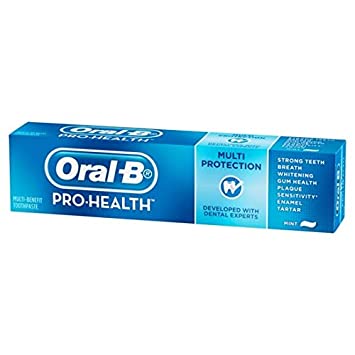 Oral-B®
PRO-HEALTH™
MULTI-BENEFIT
TOOTHPASTE
MULTI
PROTECTION
DEVELOPED WITH
DENTAL EXPERTS
STRONG TEETH
BREATH
WHITENING
GUM HEALTH
PLAQUE
SENSITIVITY*
ENAMEL
TARTAR
MINT